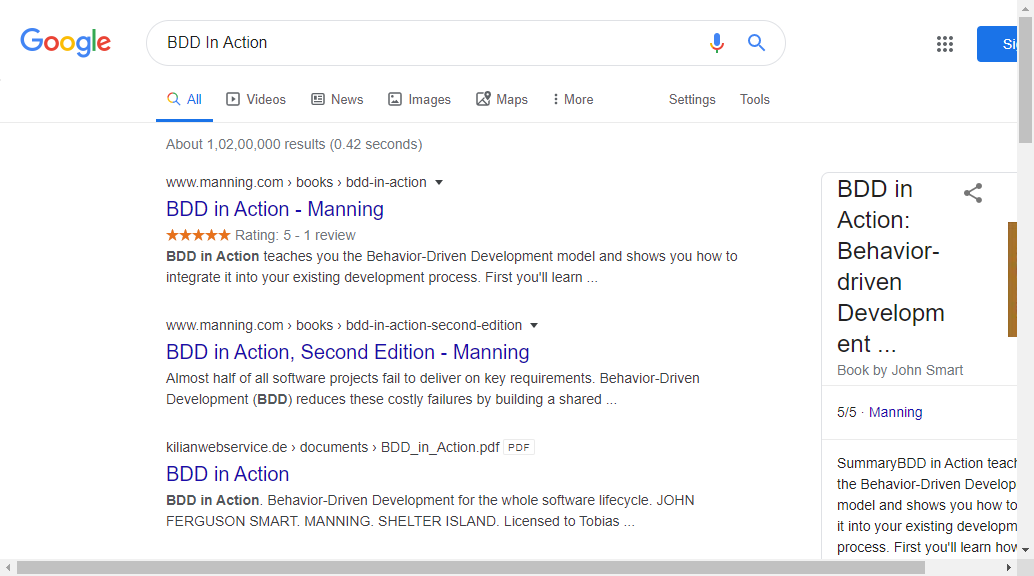 Google
BDD In Action
All
Videos
News
Images
Maps
More
Settings
Tools
About 1,02,00,000 results (0.42 seconds)
www.manning.com › books › bdd-in-action
BDD in Action - Manning
Rating: 5 - 1 review
BDD in Action teaches you the Behavior-Driven Development model and shows you how to
integrate it into your existing development process. First you'll learn ...
www.manning.com › books › bdd-in-action-second-edition
BDD in Action, Second Edition - Manning
Almost half of all software projects fail to deliver on key requirements. Behavior-Driven
Development (BDD) reduces these costly failures by building a shared ...
kilianwebservice.de › documents › BDD_in_Action.pdf PDF
BDD in Action
BDD in Action. Behavior-Driven Development for the whole software lifecycle. JOHN
FERGUSON SMART. MANNING. SHELTER ISLAND. Licensed to Tobias ...
BDD in
Action:
Behavior-
driven
Developm
ent ...
Book by John Smart
5/5 · Manning
SummaryBDD in Action teach
the Behavior-Driven Develop
model and shows you how to
it into your existing developm
process. First you'll learn how